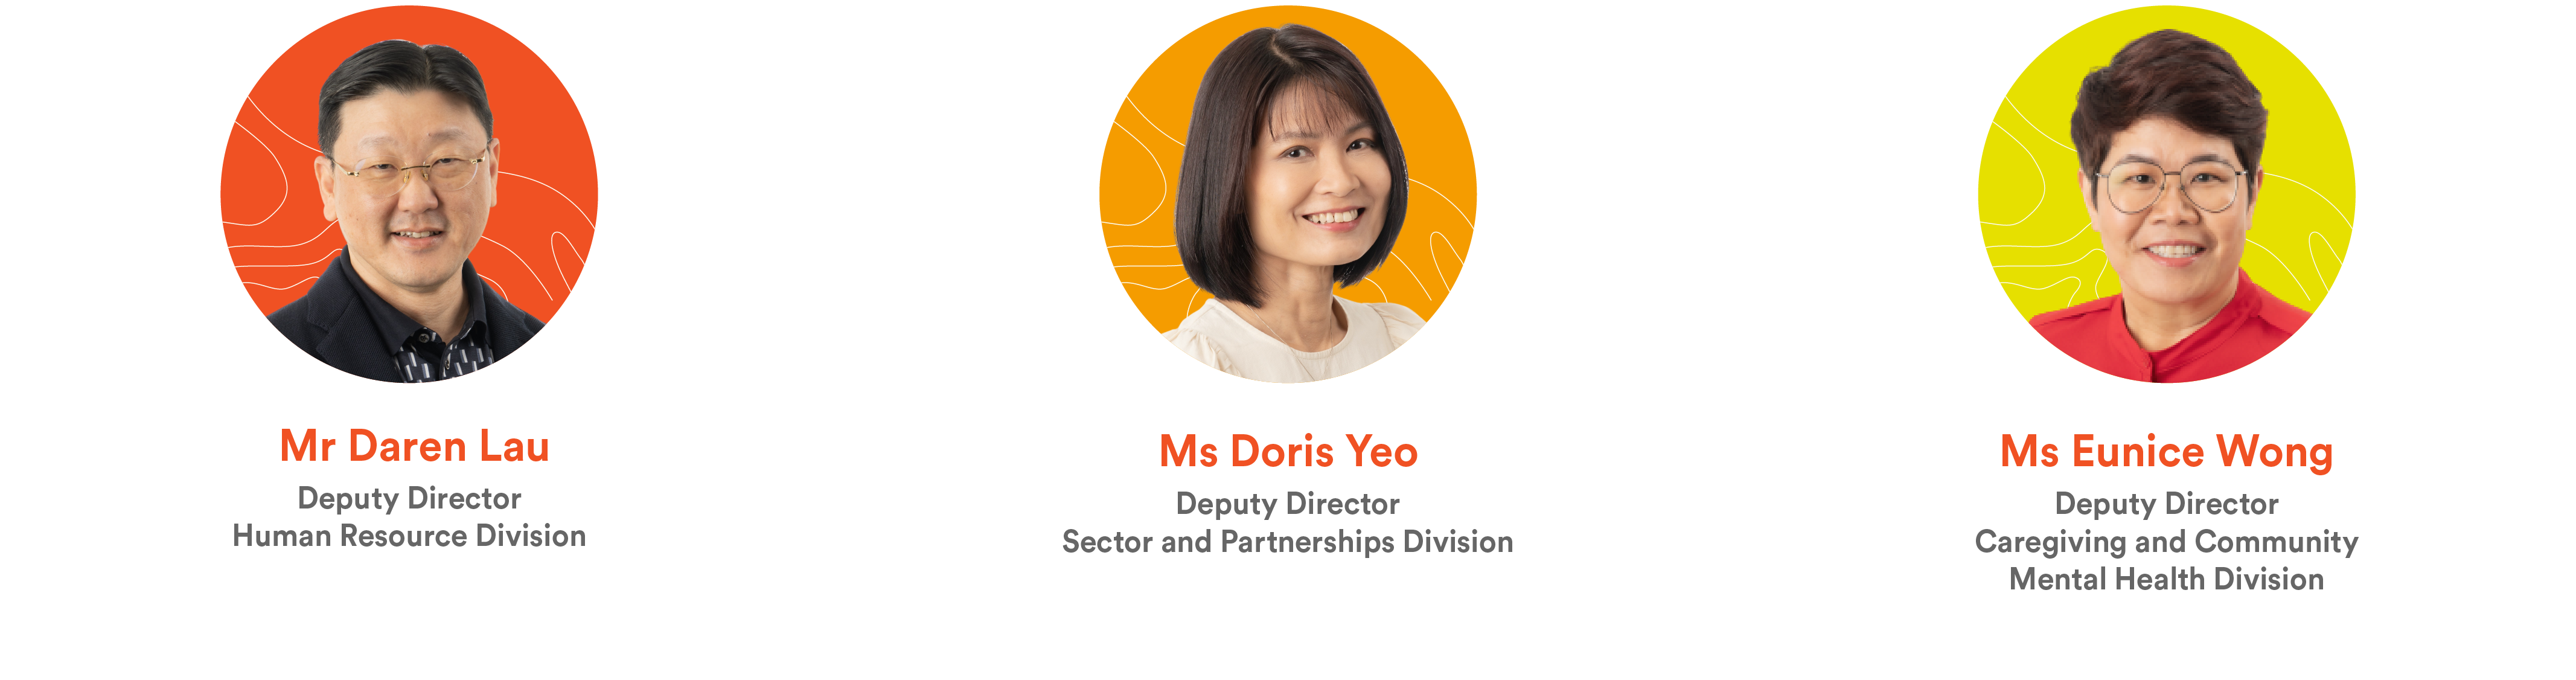 Mr Daren Lau
Deputy Director
Human Resource Division
Ms Doris Yeo
Deputy Director
Sector and Partnerships Division
Ms Eunice Wong
Deputy Director
Caregiving and Community
Mental Health Division